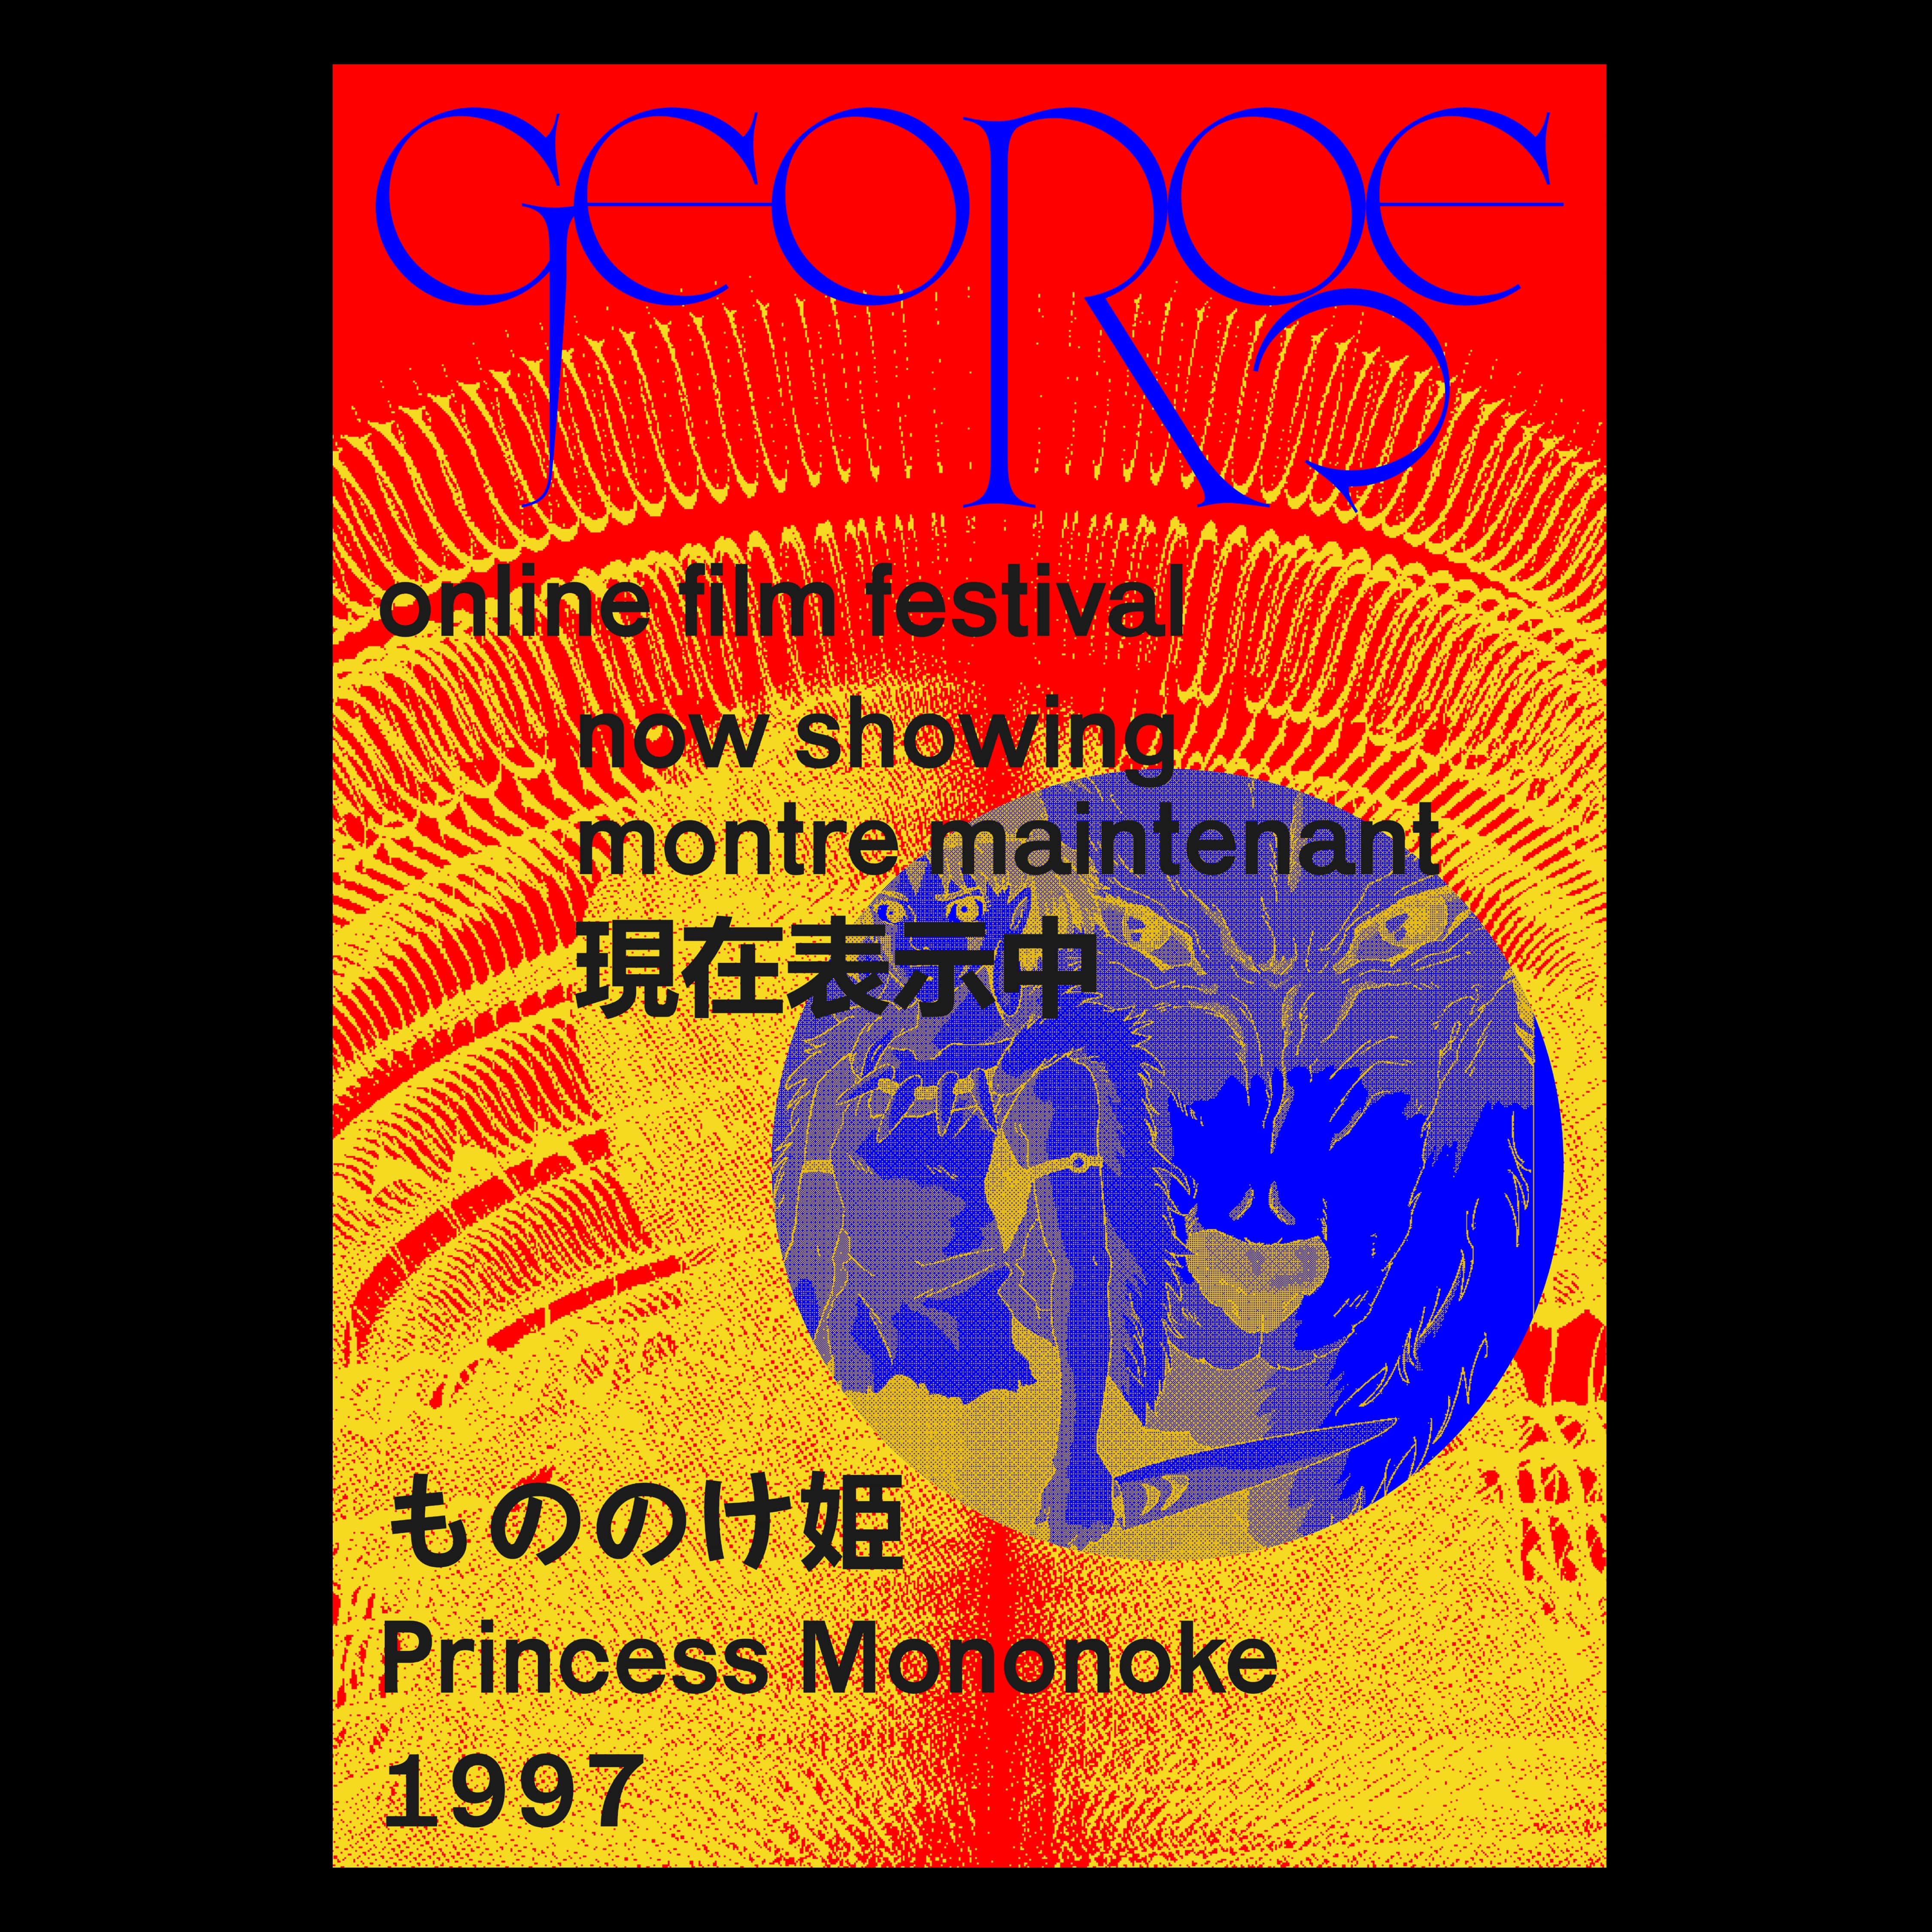 GEORGE
online film festival
now showing
montre maintenant
現在表示中
もののけ姫
Princess Mononoke
1997